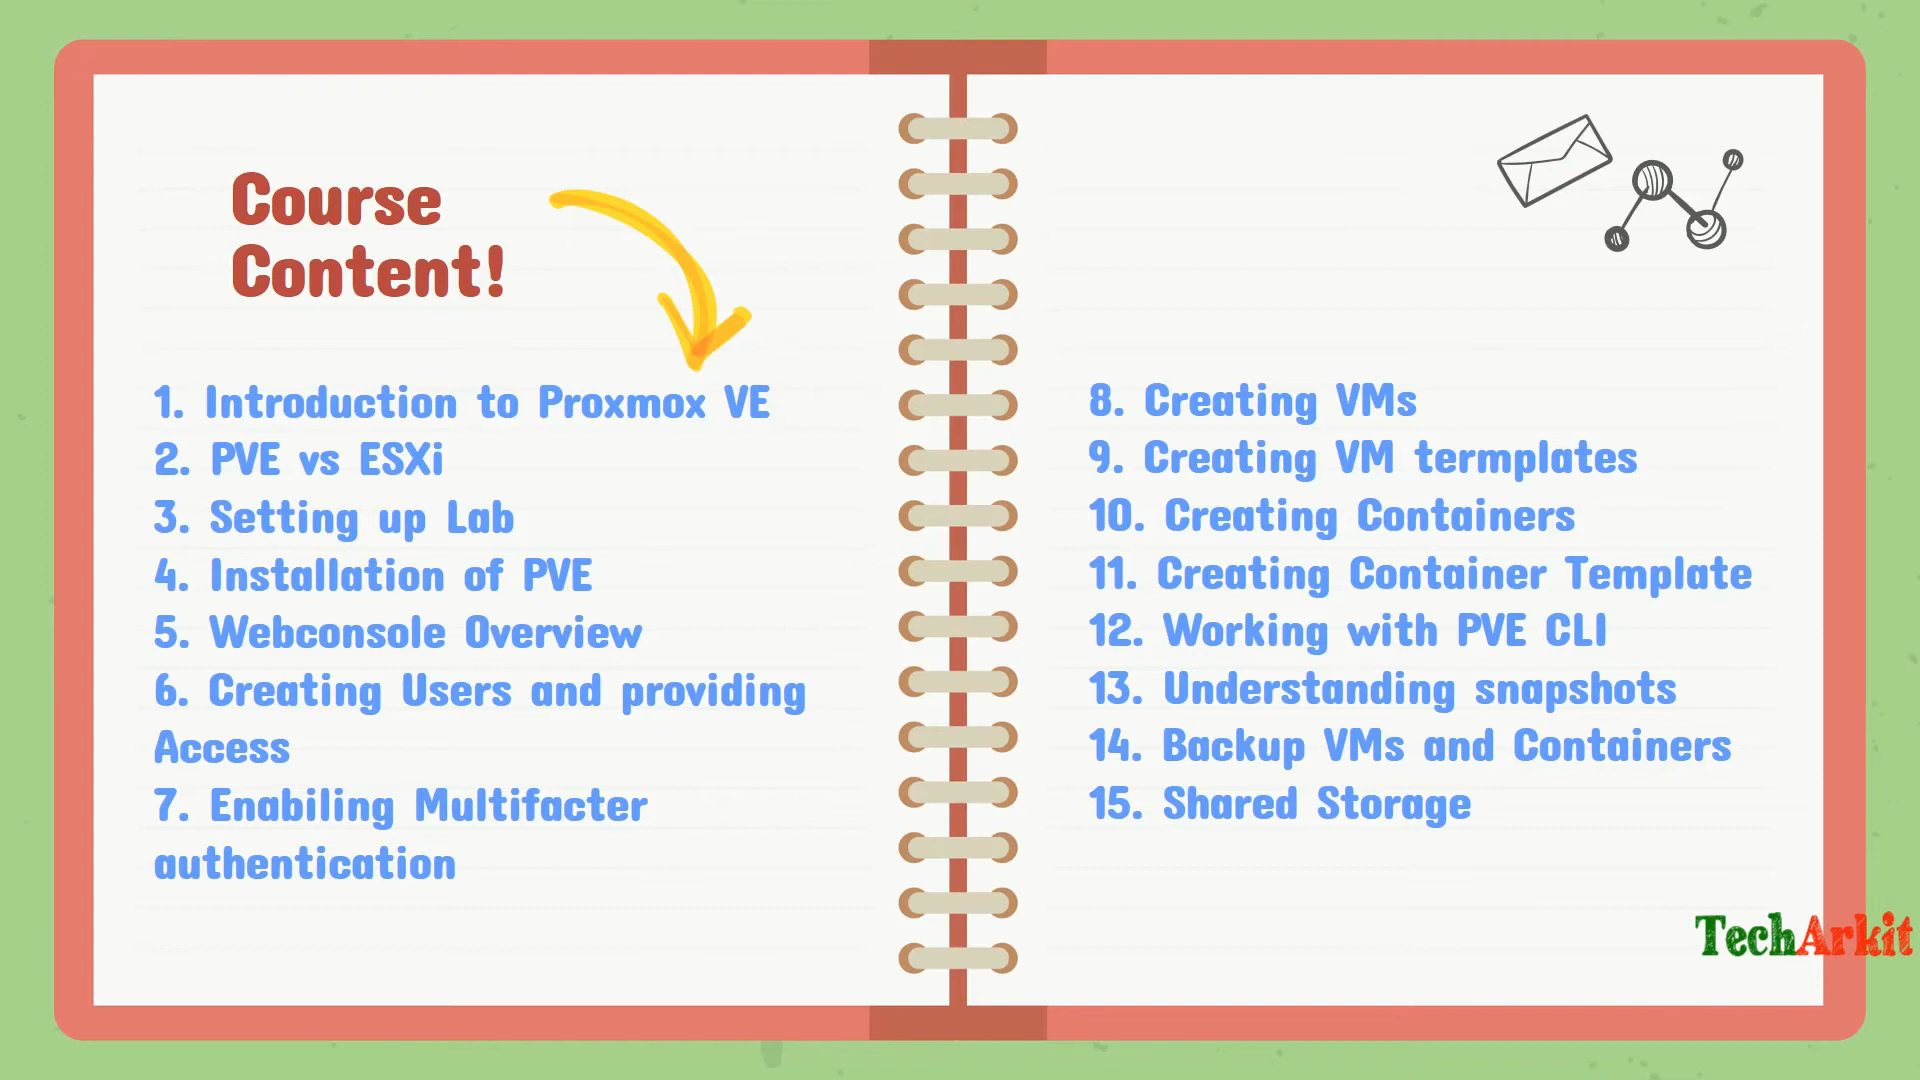 Course
Content!
1. Introduction to Proxmox VE
2. PVE vs ESXi
3. Setting up Lab
4. Installation of PVE
5. Webconsole Overview
6. Creating Users and providing
Access
7. Enabiling Multifacter
authentication
8. Creating VMs
9. Creating VM termplates
10. Creating Containers
11. Creating Container Template
12. Working with PVE CLI
13. Understanding snapshots
14. Backup VMs and Containers
15. Shared Storage
TechArkit